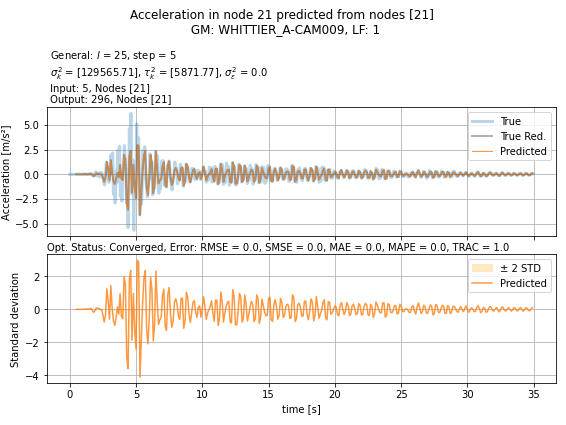 Acceleration in node 21 predicted from nodes [21]
GM: WHITTIER_A-CAM009, LF: 1
General: l = 25, step = 5
σ²ₖ = [129565.71], τ²ₖ = [5871.77], σ²ε = 0.0
Input: 5, Nodes [21]
Output: 296, Nodes [21]
Acceleration [m/s²]
5.0
2.5
0.0
−2.5
−5.0
True
True Red.
Predicted
Opt. Status: Converged, Error: RMSE = 0.0, SMSE = 0.0, MAE = 0.0, MAPE = 0.0, TRAC = 1.0
Standard deviation
2
0
−2
−4
± 2 STD
Predicted
0 5 10 15 20 25 30 35
time [s]